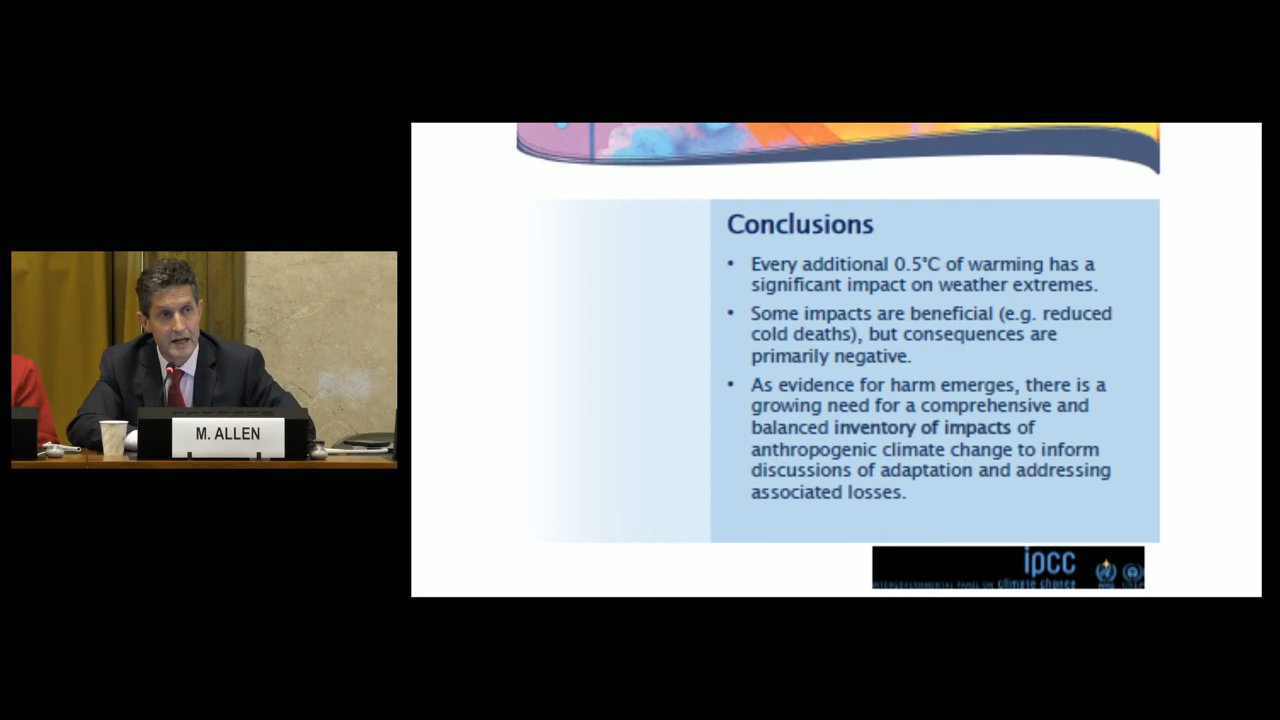 M. ALLEN
Conclusions
• Every additional 0.5°C of warming has a
significant impact on weather extremes.
• Some impacts are beneficial (e.g. reduced
cold deaths), but consequences are
primarily negative.
• As evidence for harm emerges, there is a
growing need for a comprehensive and
balanced inventory of impacts of
anthropogenic climate change to inform
discussions of adaptation and addressing
associated losses.
ipcc
INTERGOVERNMENTAL PANEL ON climate change